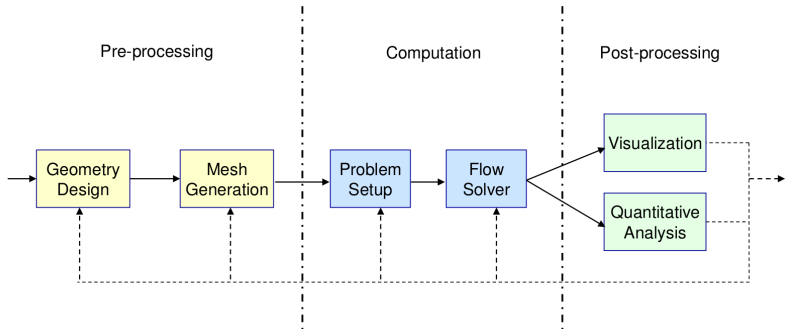 Pre-processing
Computation
Post-processing
Geometry
Design
Mesh
Generation
Problem
Setup
Flow
Solver
Visualization
Quantitative
Analysis